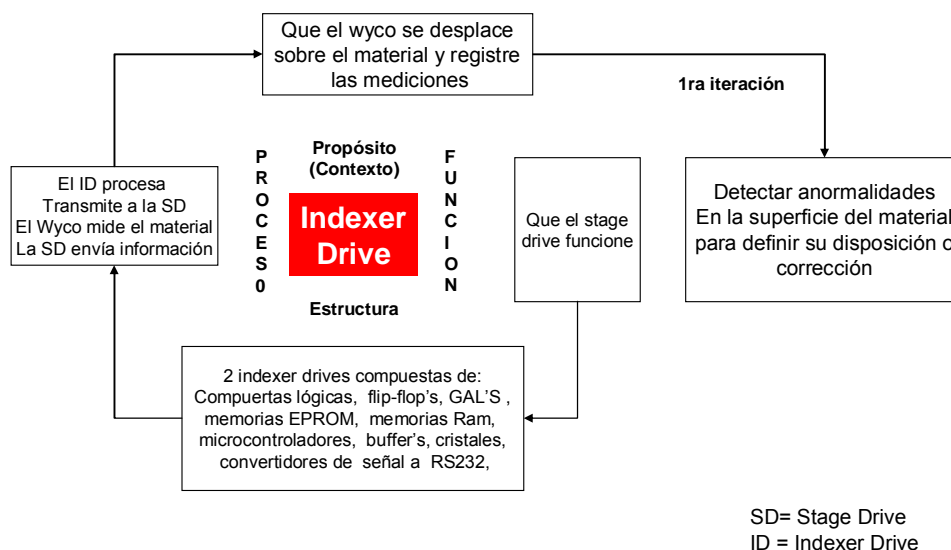 Que el wyco se desplace
sobre el material y registre
las mediciones
1ra iteración
PROCES0
Propósito
(Contexto)
FUNCION
Indexer
Drive
Estructura
El ID procesa
Transmite a la SD
El Wyco mide el material
La SD envía información
Que el stage
drive funcione
Detectar anormalidades
En la superficie del material
para definir su disposición o
corrección
2 indexer drives compuestas de:
Compuertas lógicas, flip-flop's, GAL'S ,
memorias EPROM, memorias Ram,
microcontroladores, buffer's, cristales,
convertidores de señal a RS232,
SD= Stage Drive
ID = Indexer Drive